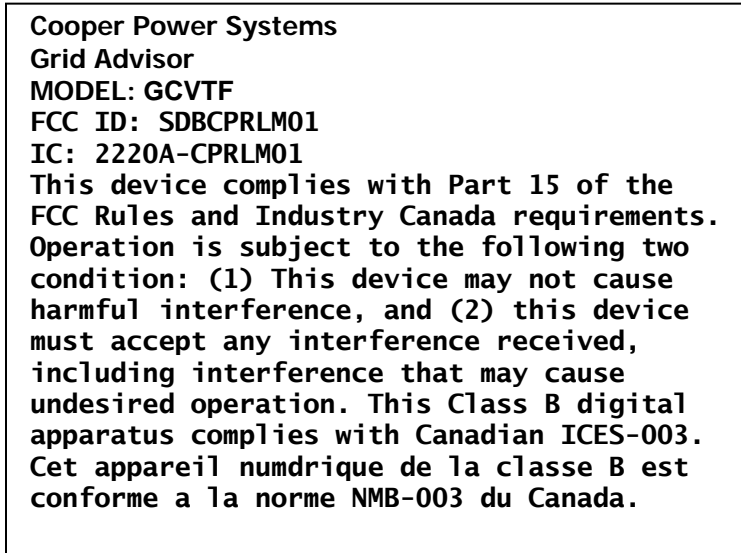 Cooper Power Systems
Grid Advisor
MODEL: GCVTF
FCC ID: SDBCPRLM01
IC: 2220A-CPRLM01
This device complies with Part 15 of the
FCC Rules and Industry Canada requirements.
Operation is subject to the following two
condition: (1) This device may not cause
harmful interference, and (2) this device
must accept any interference received,
including interference that may cause
undesired operation. This Class B digital
apparatus complies with Canadian ICES-003.
Cet appareil numdrique de la classe B est
conforme a la norme NMB-003 du Canada.